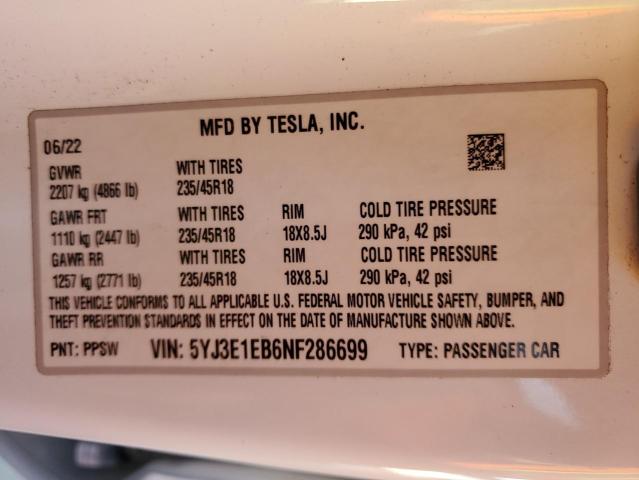 MFD BY TESLA, INC.
06/22
GVWR WITH TIRES
2207 kg (4866 lb) 235/45R18
GAWR FRT WITH TIRES RIM COLD TIRE PRESSURE
1110 kg (2447 lb) 235/45R18 18X8.5J 290 kPa, 42 psi
GAWR RR WITH TIRES RIM COLD TIRE PRESSURE
1257 kg (2771 lb) 235/45R18 18X8.5J 290 kPa, 42 psi
THIS VEHICLE CONFORMS TO ALL APPLICABLE U.S. FEDERAL MOTOR VEHICLE SAFETY, BUMPER, AND
THEFT PREVENTION STANDARDS IN EFFECT ON THE DATE OF MANUFACTURE SHOWN ABOVE.
PNT: PPSW VIN: 5YJ3E1EB6NF286699 TYPE: PASSENGER CAR